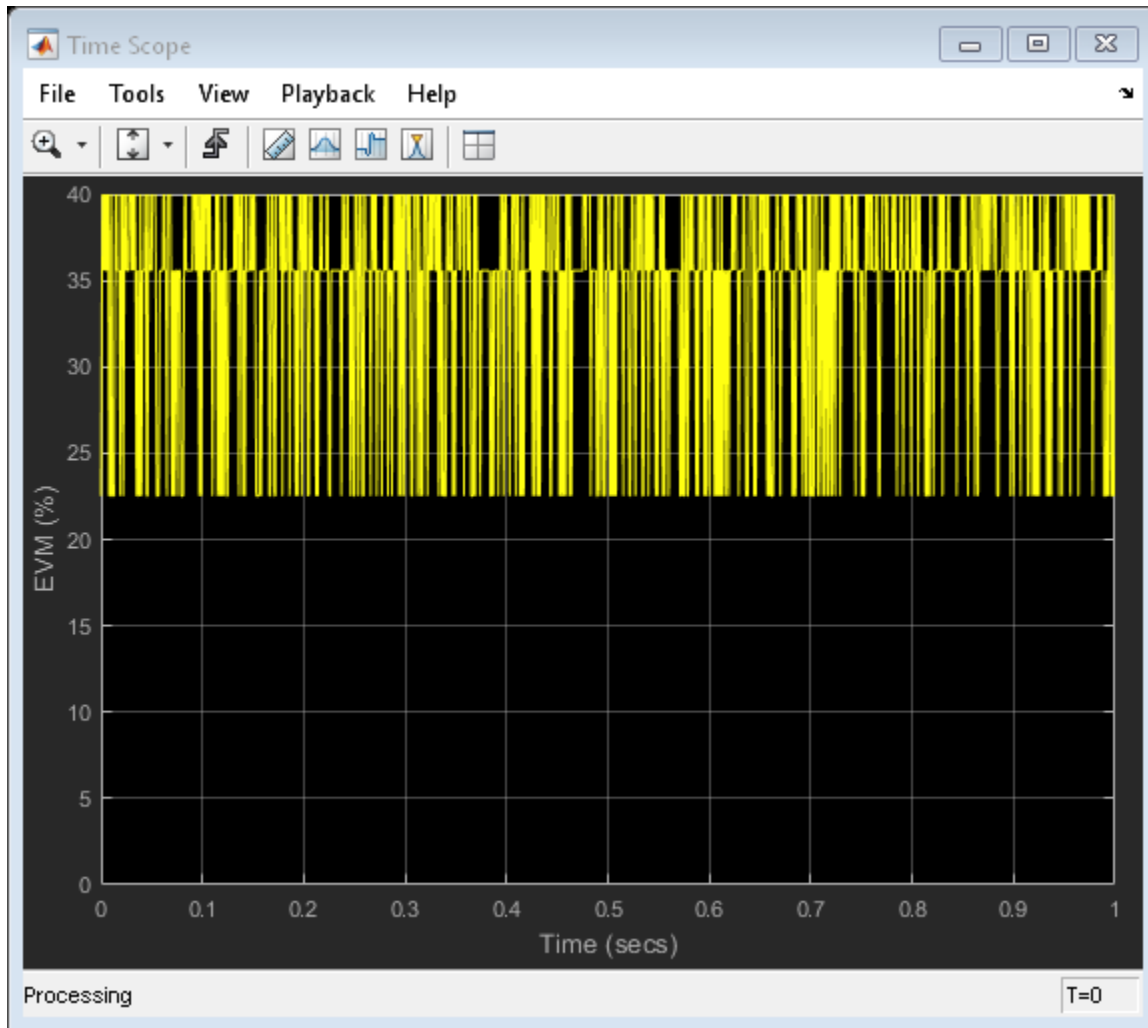 Time Scope
File Tools View Playback Help
40
35
30
25
20
15
10
5
0
EVM (%)
0 0.1 0.2 0.3 0.4 0.5 0.6 0.7 0.8 0.9 1
Time (secs)
Processing T=0